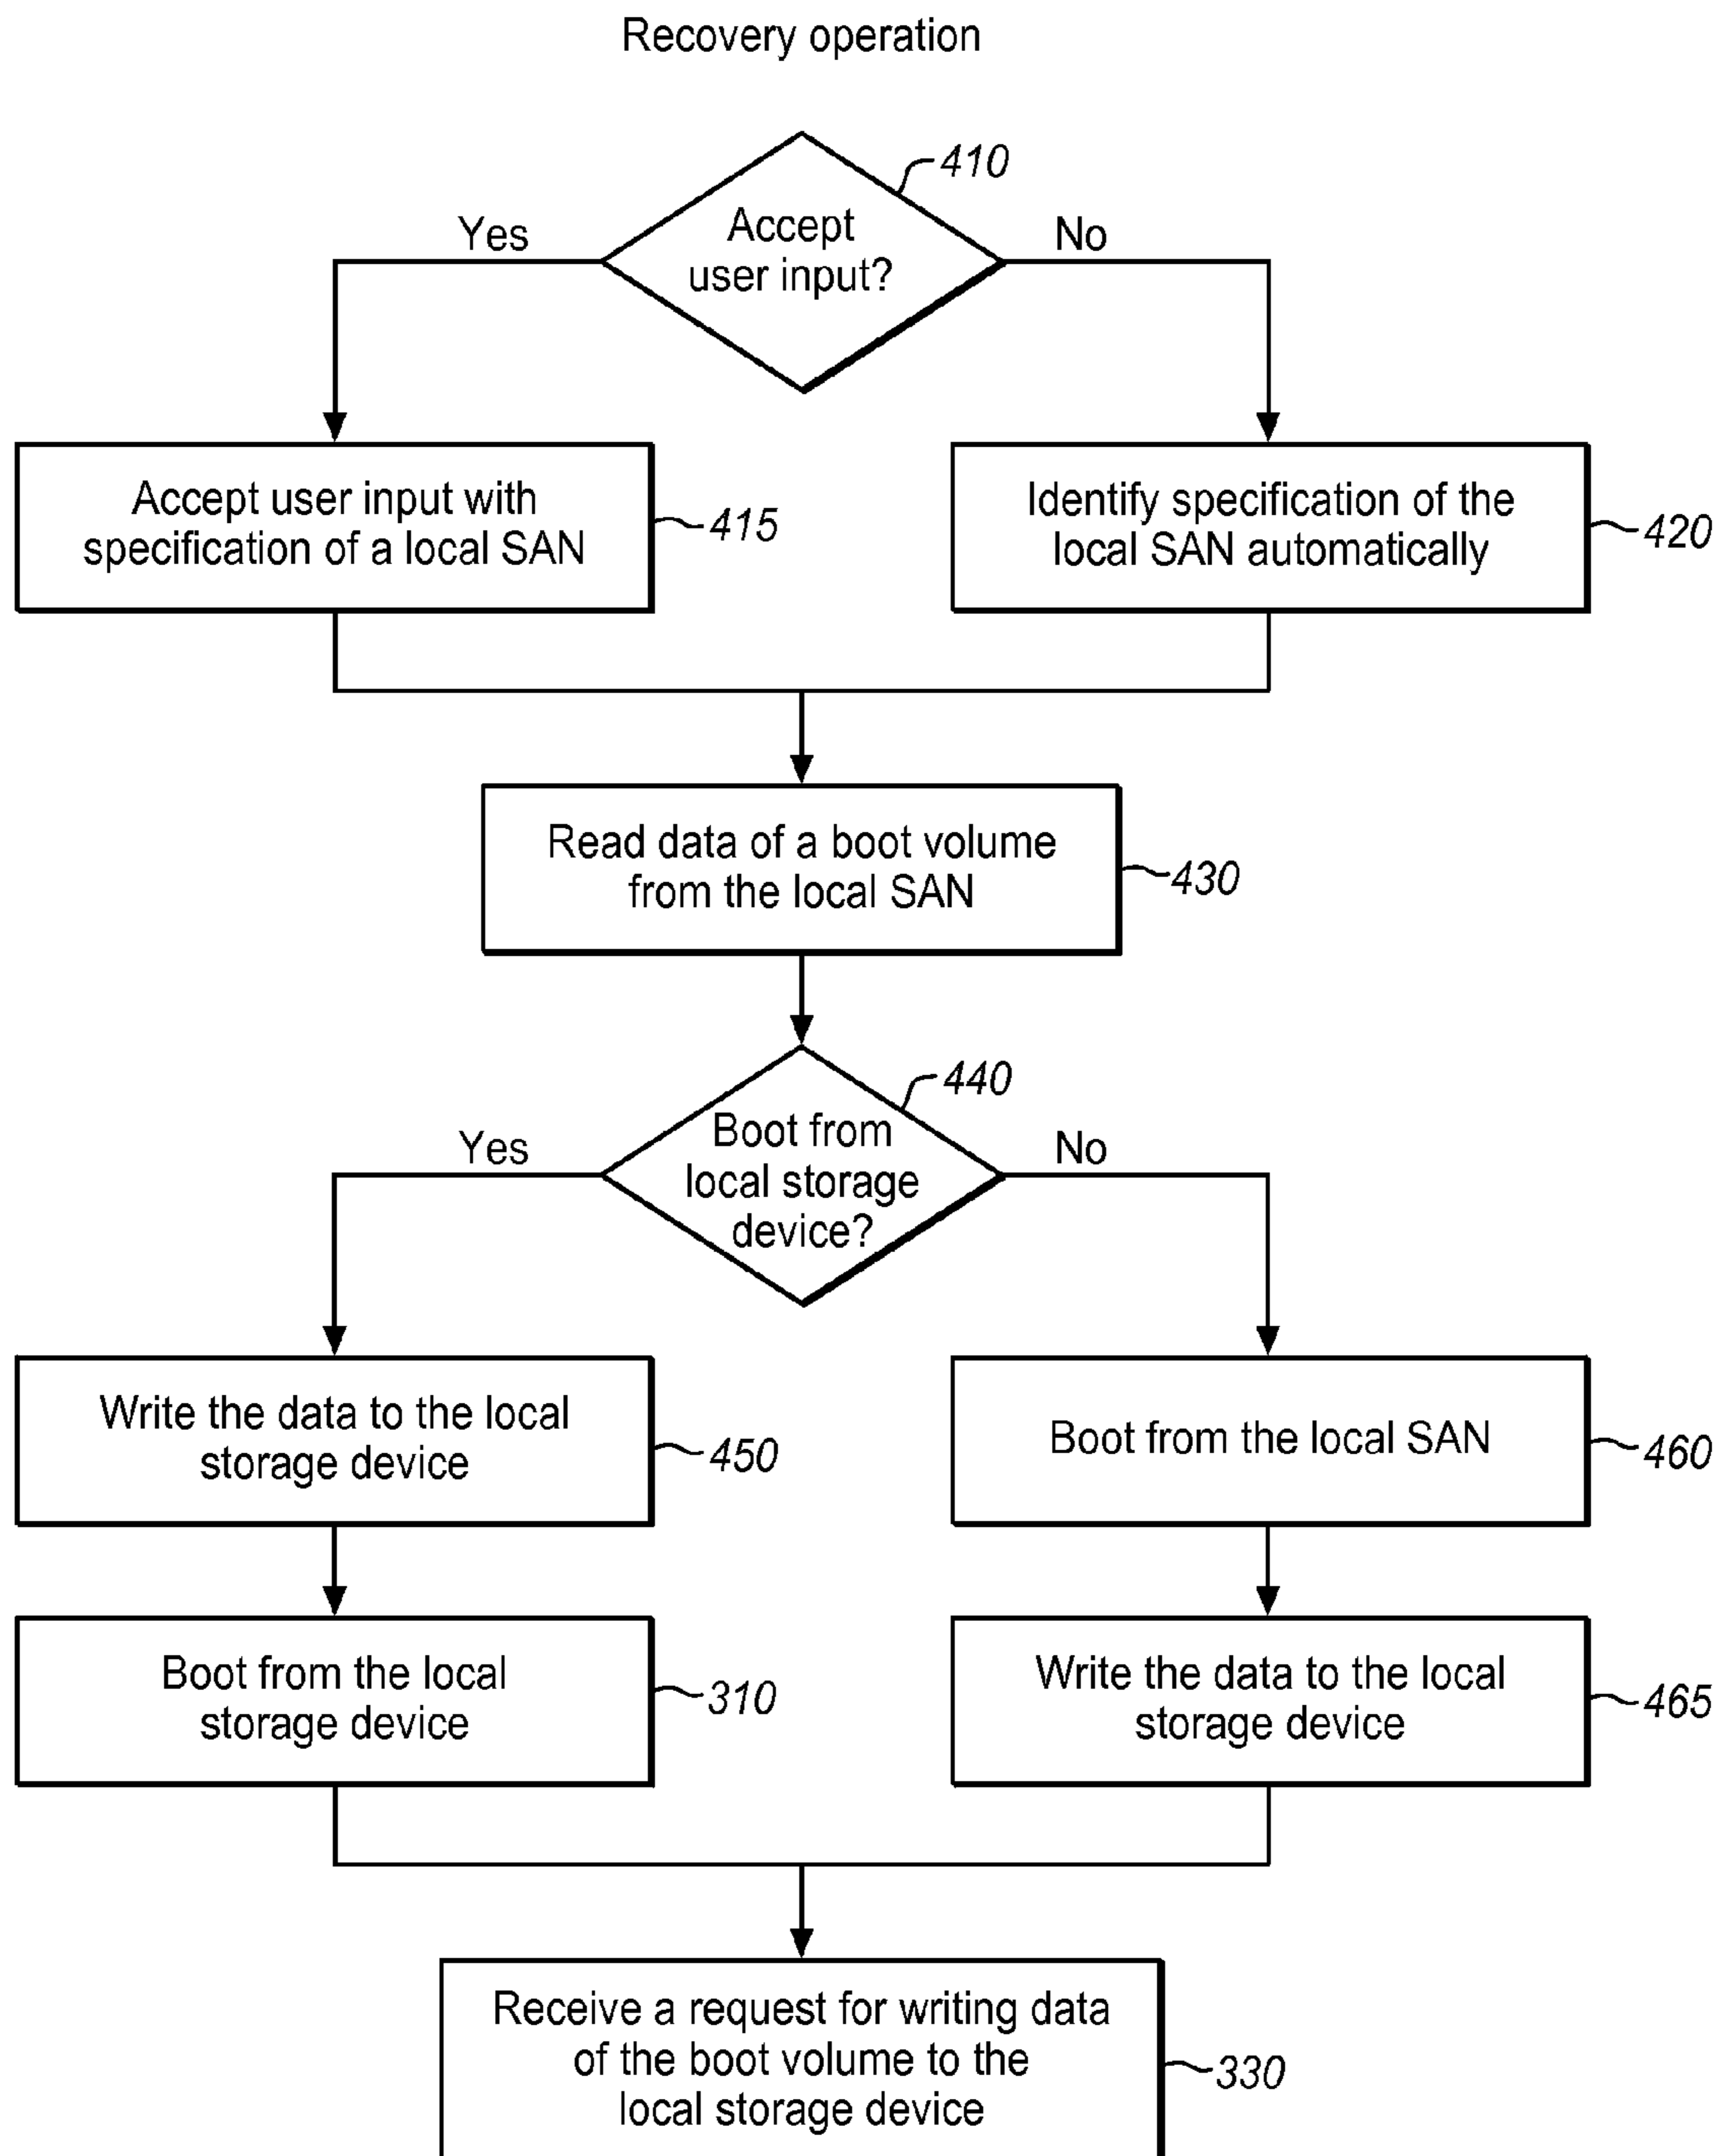 Recovery operation
410
Accept
user input?
Yes
No
Accept user input with
specification of a local SAN
415
Identify specification of the
local SAN automatically
420
Read data of a boot volume
from the local SAN
430
440
Boot from
local storage
device?
Yes
No
Write the data to the local
storage device
450
Boot from the local SAN
460
Boot from the local
storage device
310
Write the data to the local
storage device
465
Receive a request for writing data
of the boot volume to the
local storage device
330